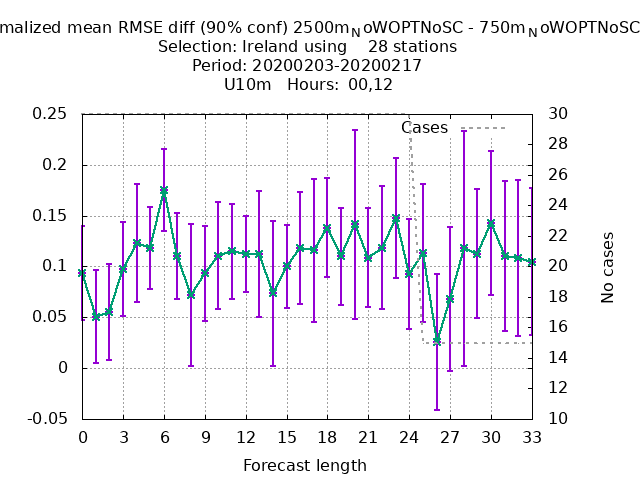 malized mean RMSE diff (90% conf) 2500mNoWOPTNoSC - 750mNoWOPTNoSC
Selection: Ireland using    28 stations
Period: 20200203-20200217
U10m   Hours:  00,12
0.25
0.2
0.15
0.1
0.05
0
-0.05
Cases
30
28
26
24
22
20
18
16
14
12
10
No cases
0 3 6 9 12 15 18 21 24 27 30 33
Forecast length